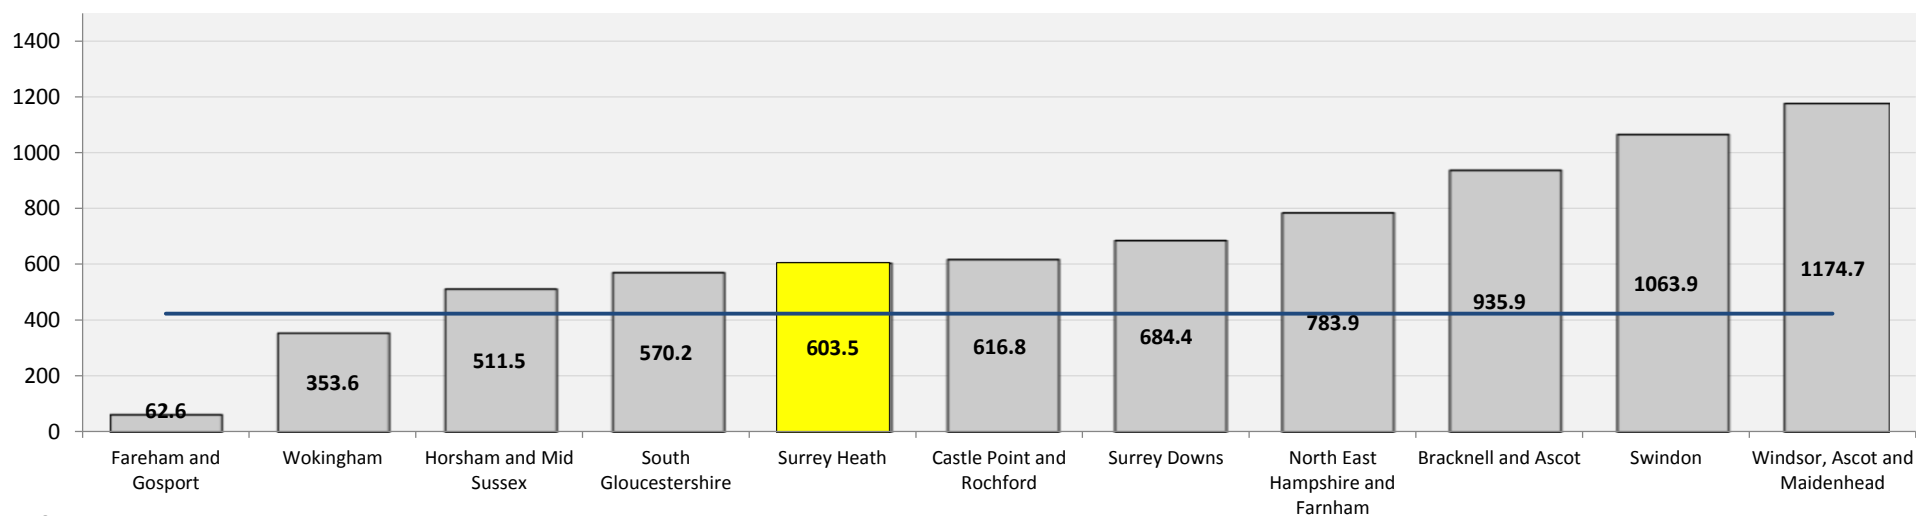 1400
1200
1000
800
600
400
200
0
62.6
353.6
511.5
570.2
603.5
616.8
684.4
783.9
935.9
1063.9
1174.7
Fareham and
Gosport
Wokingham
Horsham and Mid
Sussex
South
Gloucestershire
Surrey Heath
Castle Point and
Rochford
Surrey Downs
North East
Hampshire and
Farnham
Bracknell and Ascot
Swindon
Windsor, Ascot and
Maidenhead